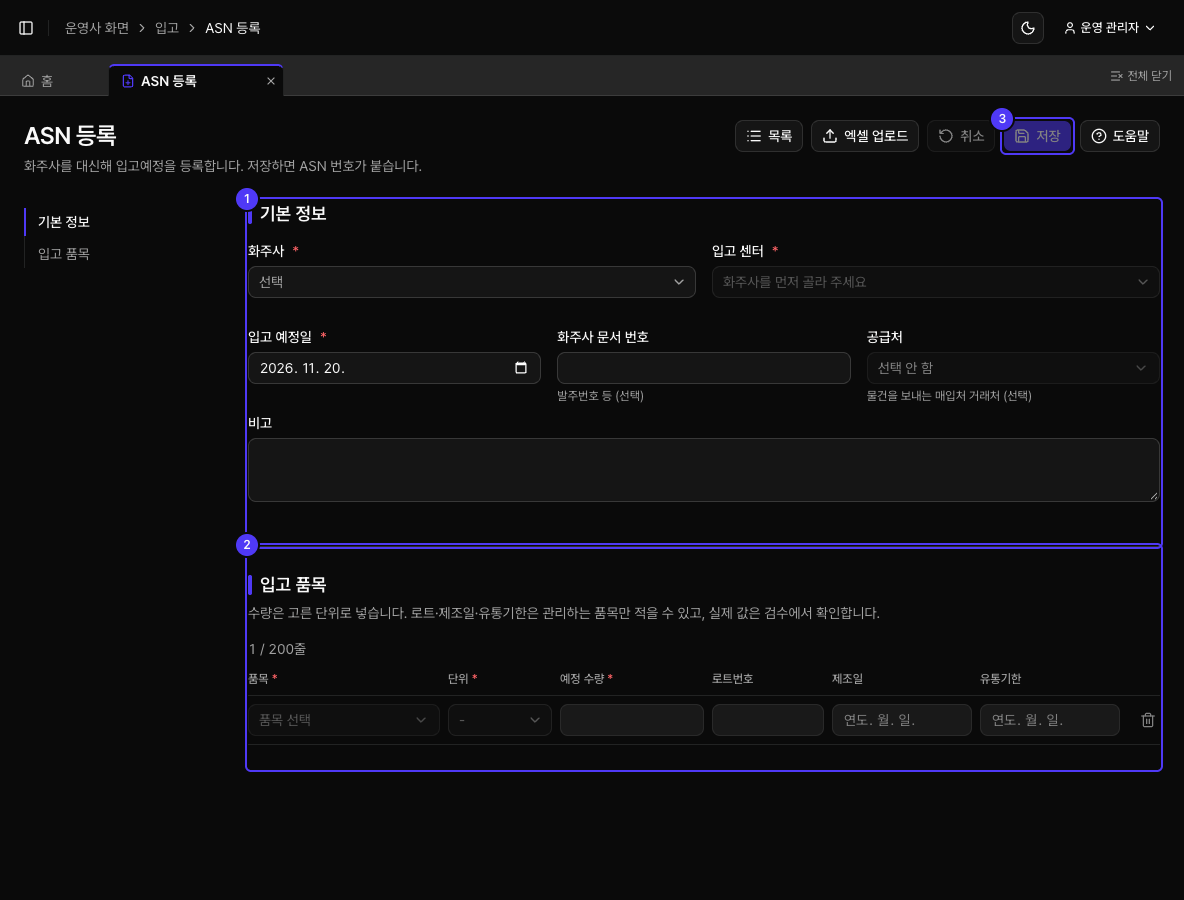 운영사 화면 > 입고 > ASN 등록
운영 관리자
홈
ASN 등록
전체 닫기
ASN 등록
화주사를 대신해 입고예정을 등록합니다. 저장하면 ASN 번호가 붙습니다.
목록
엑셀 업로드
취소
3
저장
도움말
기본 정보
입고 품목
1
기본 정보
화주사 *
입고 센터 *
선택
화주사를 먼저 골라 주세요
입고 예정일 *
화주사 문서 번호
공급처
2026. 11. 20.
선택 안 함
발주번호 등 (선택)
물건을 보내는 매입처 거래처 (선택)
비고
2
입고 품목
수량은 고른 단위로 넣습니다. 로트·제조일·유통기한은 관리하는 품목만 적을 수 있고, 실제 값은 검수에서 확인합니다.
1 / 200줄
품목 * 단위 * 예정 수량 * 로트번호 제조일 유통기한
품목 선택 - 연도. 월. 일. 연도. 월. 일.